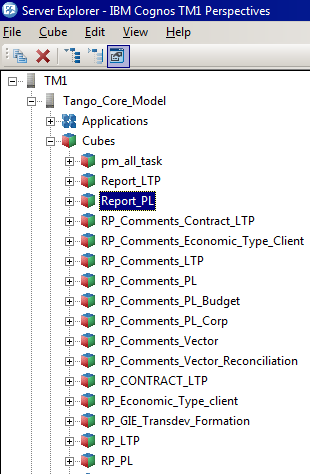 Server Explorer - IBM Cognos TM1 Perspectives
File Cube Edit View Help
TM1
Tango_Core_Model
Applications
Cubes
pm_all_task
Report_LTP
Report_PL
RP_Comments_Contract_LTP
RP_Comments_Economic_Type_Client
RP_Comments_LTP
RP_Comments_PL
RP_Comments_PL_Budget
RP_Comments_PL_Corp
RP_Comments_Vector
RP_Comments_Vector_Reconciliation
RP_CONTRACT_LTP
RP_Economic_Type_client
RP_GIE_Transdev_Formation
RP_LTP
RP_PL